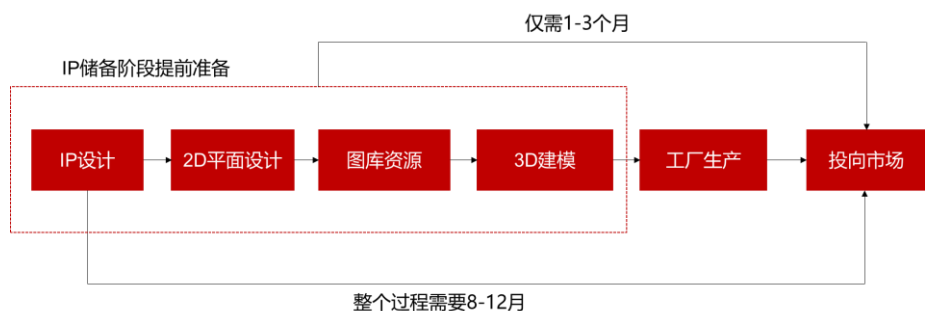 仅需1-3个月
IP储备阶段提前准备
IP设计
2D平面设计
图库资源
3D建模
工厂生产
投向市场
整个过程需要8-12月